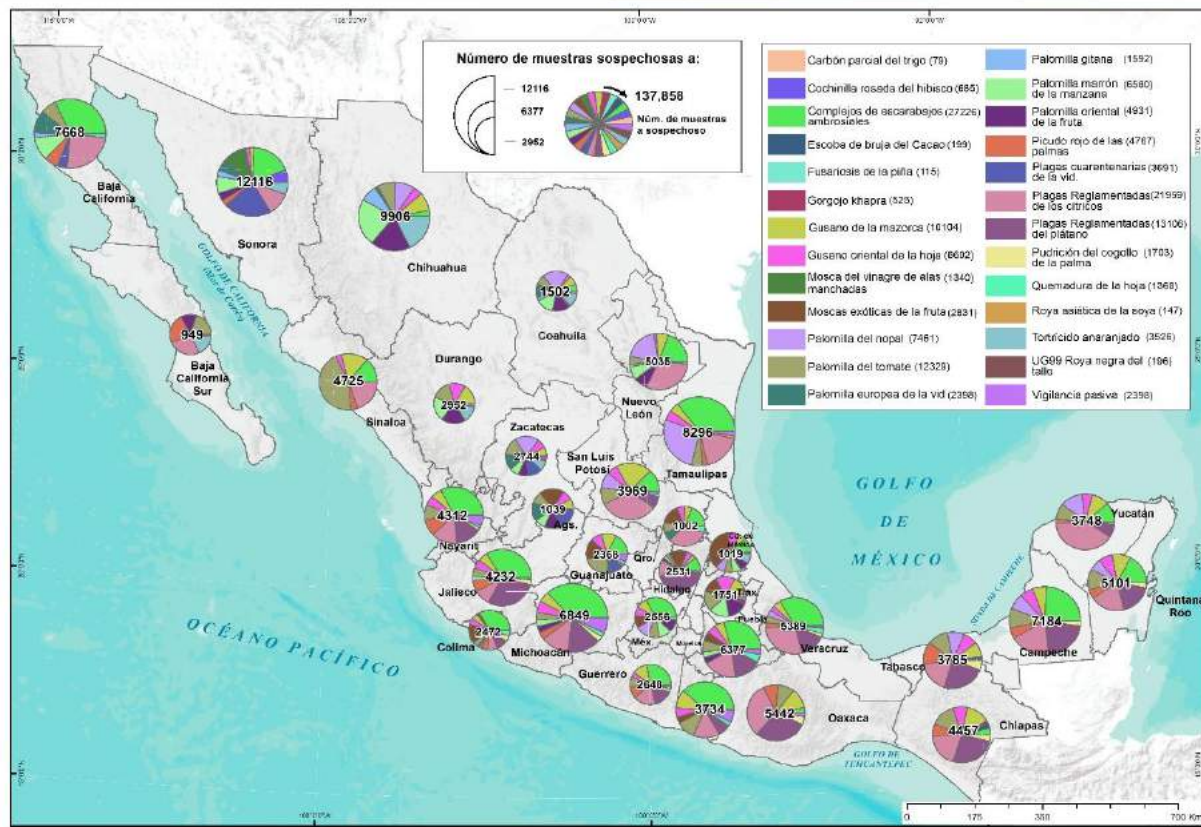 Número de muestras sospechosas a:
12116
6377
2952
137,858
Núm. de muestras
a sospechoso
Carbón parcial del trigo (79)
Cochinilla rosada del hibisco (685)
Complejos de escarabajos (27226)
ambrosiales
Escoba de bruja del Cacao (199)
Fusariosis de la piña (115)
Gorgojo khapra (525)
Gusano de la mazorca (10104)
Gusano oriental de la hoja (8692)
Mosca del vinagre de alas (1340)
manchadas
Moscas exóticas de la fruta (2831)
Palomilla del nopal (7461)
Palomilla del tomate (12329)
Palomilla europea de la vid (2398)
Palomilla gitana (1592)
Palomilla marrón (6560)
de la manzana
Palomilla oriental (4931)
de la fruta
Picudo rojo de las (4767)
palmas
Plagas cuarentenarias (3691)
de la vid.
Plagas Reglamentadas (21959)
de los cítricos
Plagas Reglamentadas (13106)
del plátano
Pudrición del cogollo (1703)
de la palma
Quemadura de la hoja (1368)
Roya asiática de la soya (147)
Tortrícido anaranjado (3526)
UG99 Roya negra del (196)
tallo
Vigilancia pasiva (2398)
7668
Baja
California
12116
Sonora
9906
Chihuahua
1502
Coahuila
949
Baja
California
Sur
GOLFO DE CALIFORNIA
(Mar de Cortés)
4725
Sinaloa
Durango
2952
5035
Nuevo
León
Zacatecas
2744
San Luis
Potosí
3969
8296
Tamaulipas
GOLFO
DE
MÉXICO
4312
Nayarit
1039
Ags.
1002
2368
Guanajuato
Qro.
1019
2531
Hidalgo
4232
Jalisco
1751
Tlax.
Puebla
6849
Michoacán
2472
Colima
2656
Méx.
Morelos
6377
5389
Veracruz
Guerrero
2648
3734
5442
Oaxaca
Tabasco
3785
7184
Campeche
SONDA DE CAMPECHE
3748
Yucatán
5101
Quintana
Roo
4457
Chiapas
OCÉANO PACÍFICO
GOLFO DE
TEHUANTEPEC
0 175 350 700 Km